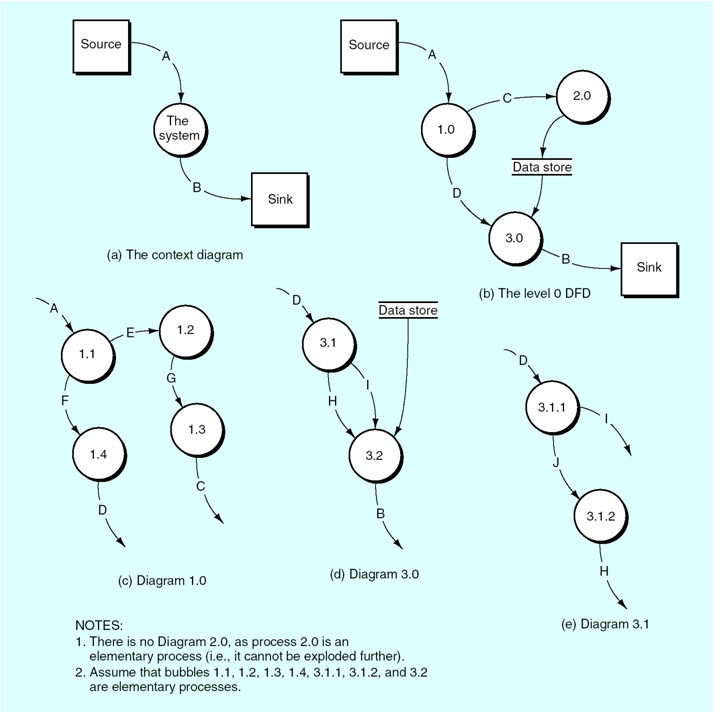 Source
A
The
system
B
Sink
(a) The context diagram
Source
A
1.0
C
2.0
Data store
D
3.0
B
Sink
(b) The level 0 DFD
A
1.1
E
1.2
F
G
1.4
1.3
D
C
(c) Diagram 1.0
D
Data store
3.1
H
I
3.2
B
(d) Diagram 3.0
D
3.1.1
I
J
3.1.2
H
(e) Diagram 3.1
NOTES:
1. There is no Diagram 2.0, as process 2.0 is an
elementary process (i.e., it cannot be exploded further).
2. Assume that bubbles 1.1, 1.2, 1.3, 1.4, 3.1.1, 3.1.2, and 3.2
are elementary processes.